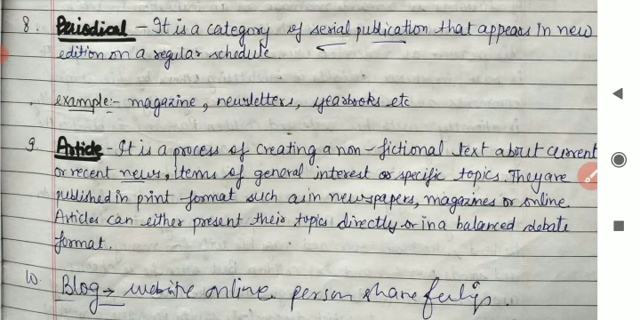 8. Periodical - It is a category of serial publication that appears in new
edition on a regular schedule
example:- magazine, newsletters, yearbooks etc
9. Article - It is a process of creating a non-fictional text about current
or recent news, items of general interest or specific topics. They are
published in print format such as in newspapers, magazines or online
Articles can either present their topics directly or in a balanced debate
format.
10. Blog → website online person share feelings.